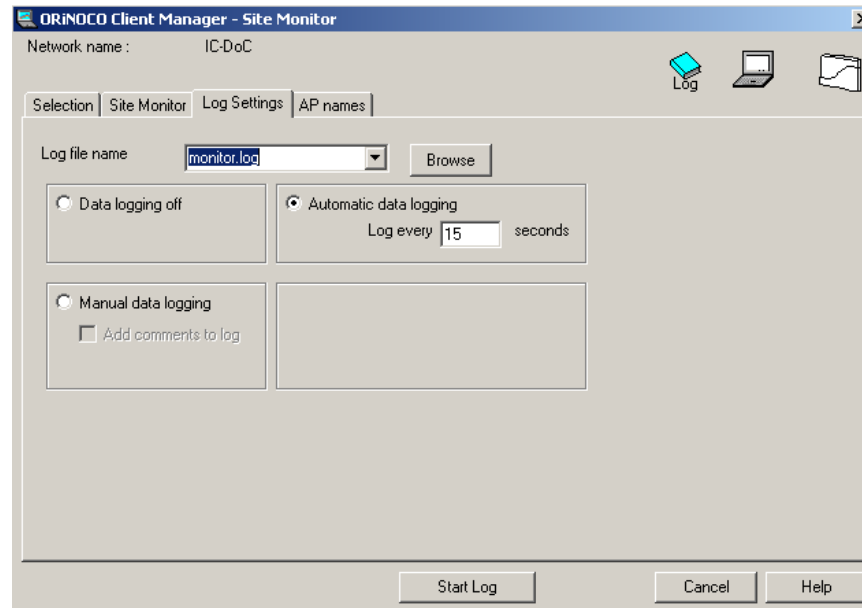 ORiNOCO Client Manager - Site Monitor
Network name : IC-DoC
Log
Selection Site Monitor Log Settings AP names
Log file name monitor.log Browse
Data logging off Automatic data logging
Log every 15 seconds
Manual data logging
Add comments to log
Start Log Cancel Help